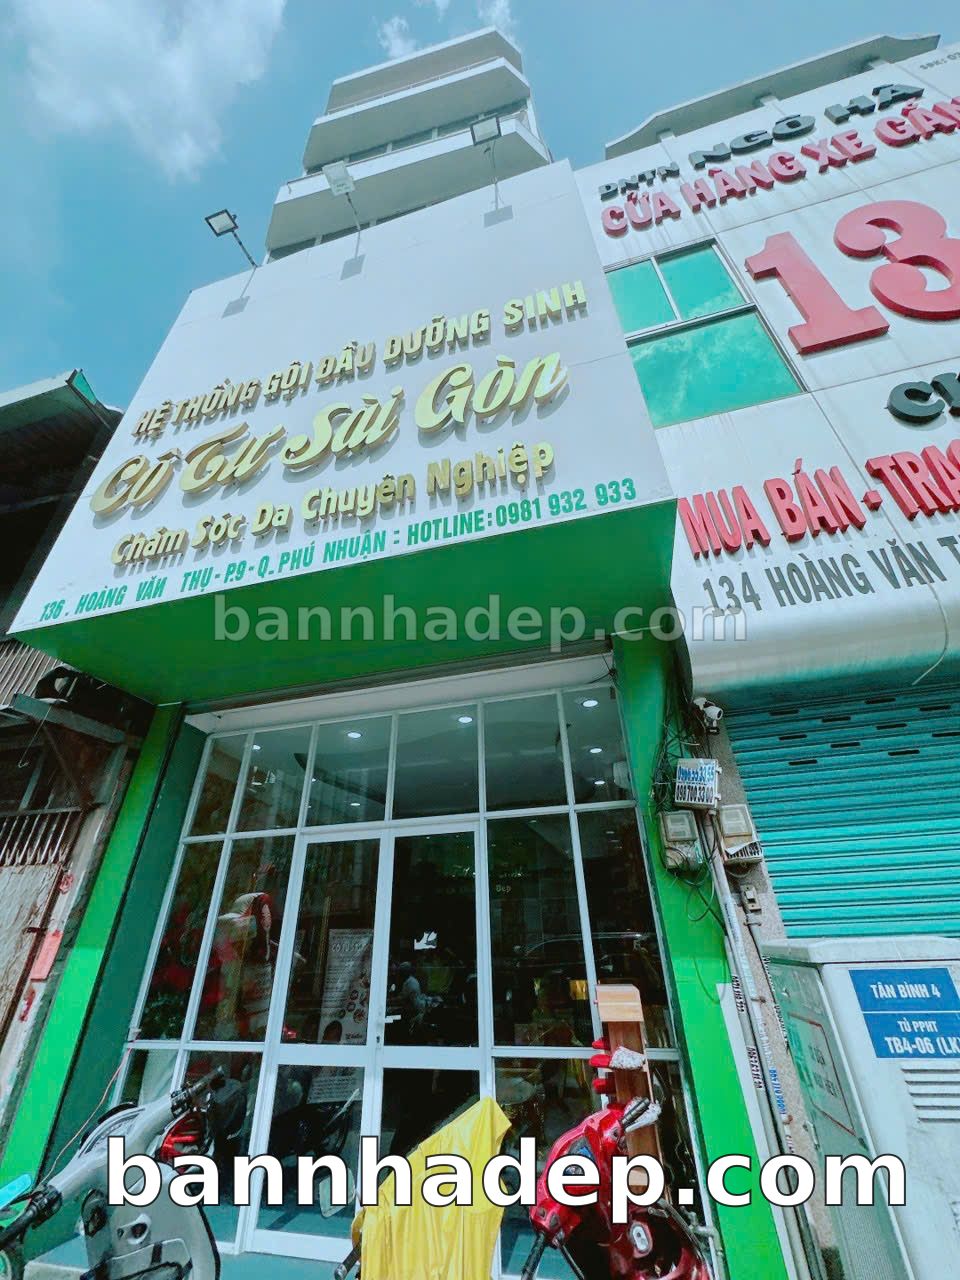 HỆ THỐNG GỘI ĐẦU DƯỠNG SINH
Cô Tư Sài Gòn
Chăm Sóc Da Chuyên Nghiệp
136 . HOÀNG VĂN THỤ - P.9 - Q. PHÚ NHUẬN : HOTLINE : 0981 932 933
DNTN NGÔ HÀ
CỬA HÀNG XE GẮN
13
MUA BÁN - TRA
134 HOÀNG VĂN T
bannhadep.com
TÂN BÌNH 4
TỦ PPHT
TB4-06 (LK
bannhadep.com